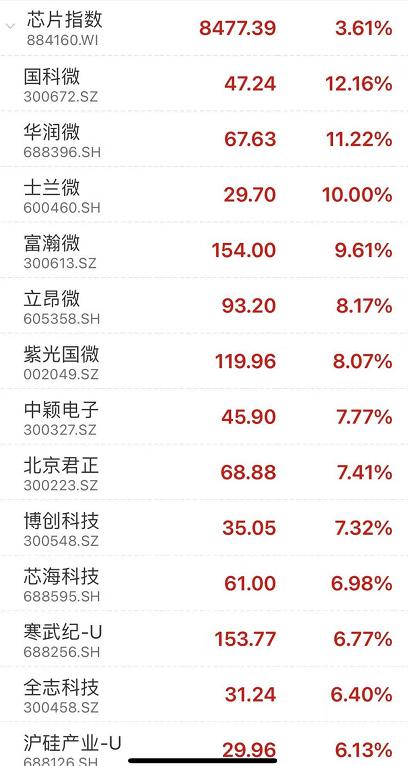 芯片指数 8477.39 3.61%
884160.WI
国科微 47.24 12.16%
300672.SZ
华润微 67.63 11.22%
688396.SH
士兰微 29.70 10.00%
600460.SH
富瀚微 154.00 9.61%
300613.SZ
立昂微 93.20 8.17%
605358.SH
紫光国微 119.96 8.07%
002049.SZ
中颖电子 45.90 7.77%
300327.SZ
北京君正 68.88 7.41%
300223.SZ
博创科技 35.05 7.32%
300548.SZ
芯海科技 61.00 6.98%
688595.SH
寒武纪-U 153.77 6.77%
688256.SH
全志科技 31.24 6.40%
300458.SZ
沪硅产业-U 29.96 6.13%
688126.SH